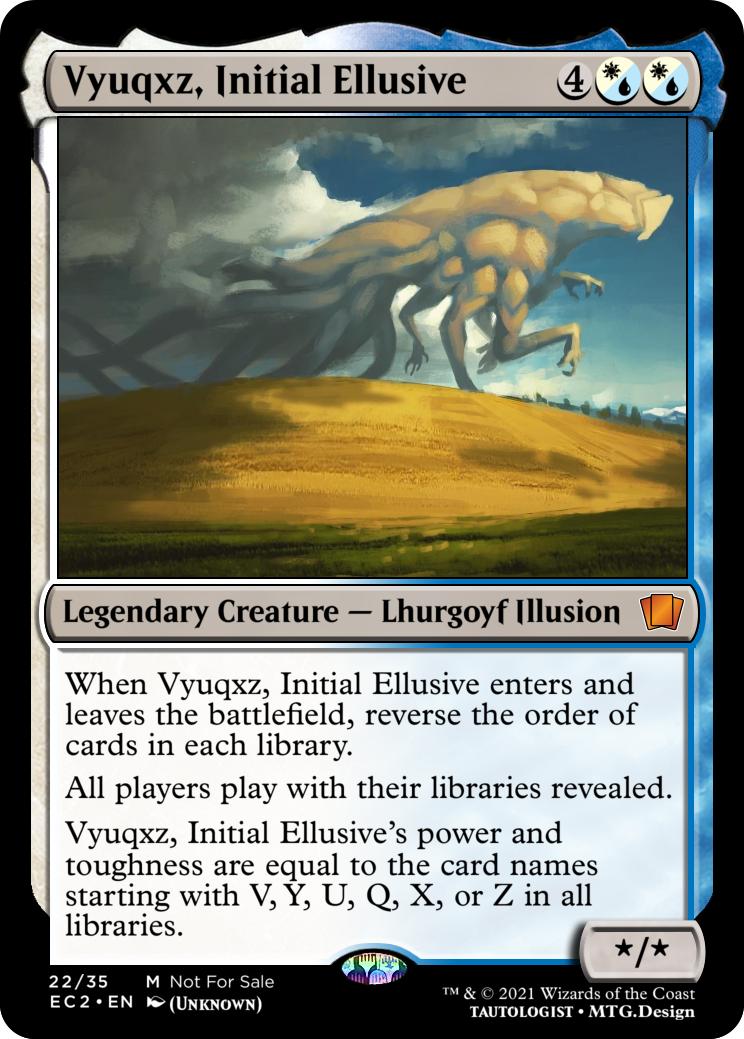 Vyuqxz, Initial Ellusive 4
Legendary Creature — Lhurgoyf Illusion
When Vyuqxz, Initial Ellusive enters and
leaves the battlefield, reverse the order of
cards in each library.
All players play with their libraries revealed.
Vyuqxz, Initial Ellusive’s power and
toughness are equal to the card names
starting with V, Y, U, Q, X, or Z in all
libraries.
★/★
22/35 M Not For Sale
EC2 • EN (Unknown)
™ & © 2021 Wizards of the Coast
TAUTOLOGIST • MTG.Design